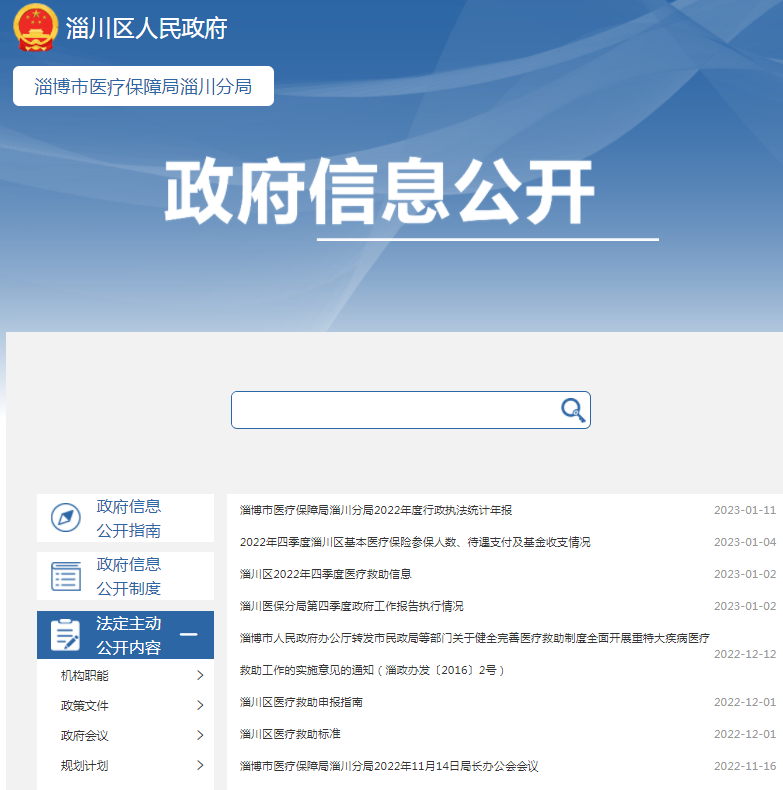 淄川区人民政府
淄博市医疗保障局淄川分局
政府信息公开
政府信息
公开指南
政府信息
公开制度
法定主动
公开内容
机构职能
政策文件
政府会议
规划计划
淄博市医疗保障局淄川分局2022年度行政执法统计年报 2023-01-11
2022年四季度淄川区基本医疗保险参保人数、待遇支付及基金收支情况 2023-01-04
淄川区2022年四季度医疗救助信息 2023-01-02
淄川医保分局第四季度政府工作报告执行情况 2023-01-02
淄博市人民政府办公厅转发市民政局等部门关于健全完善医疗救助制度全面开展重特大疾病医疗
救助工作的实施意见的通知（淄政办发〔2016〕2号） 2022-12-12
淄川区医疗救助申报指南 2022-12-01
淄川区医疗救助标准 2022-12-01
淄博市医疗保障局淄川分局2022年11月14日局长办公会会议 2022-11-16